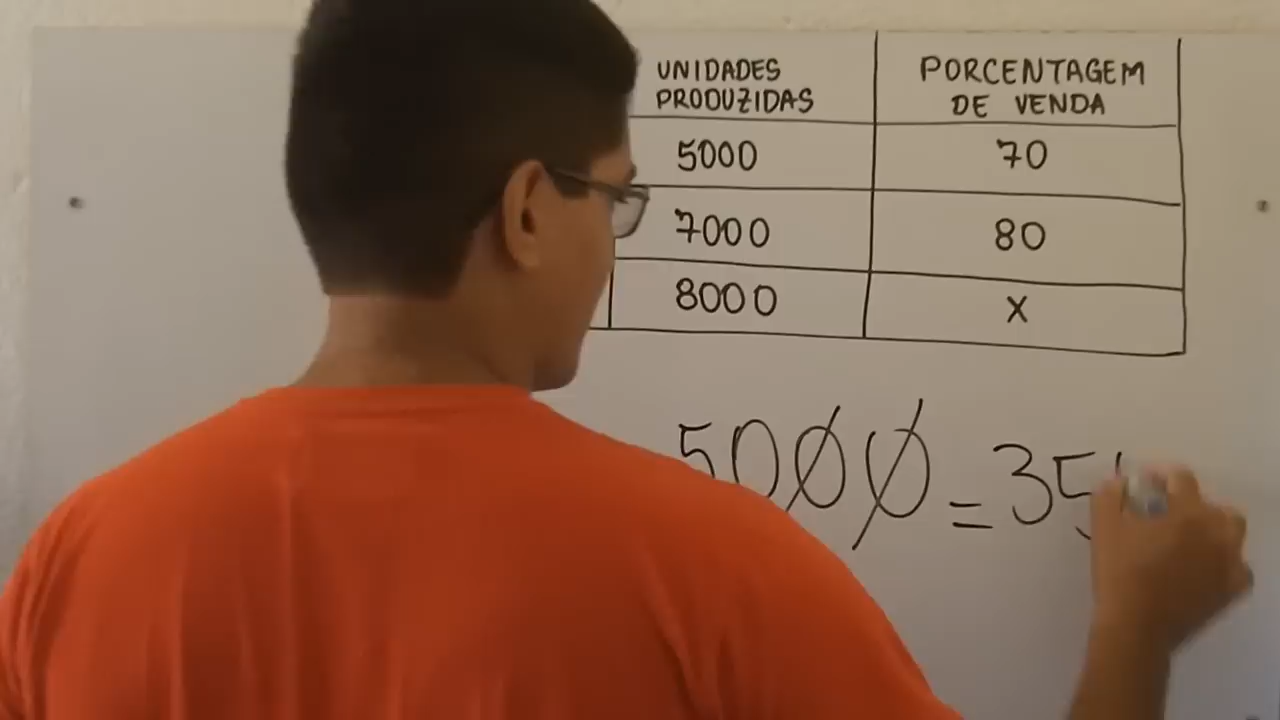 UNIDADES PRODUZIDAS
PORCENTAGEM DE VENDA
5000
70
7000
80
8000
X
5000 = 35